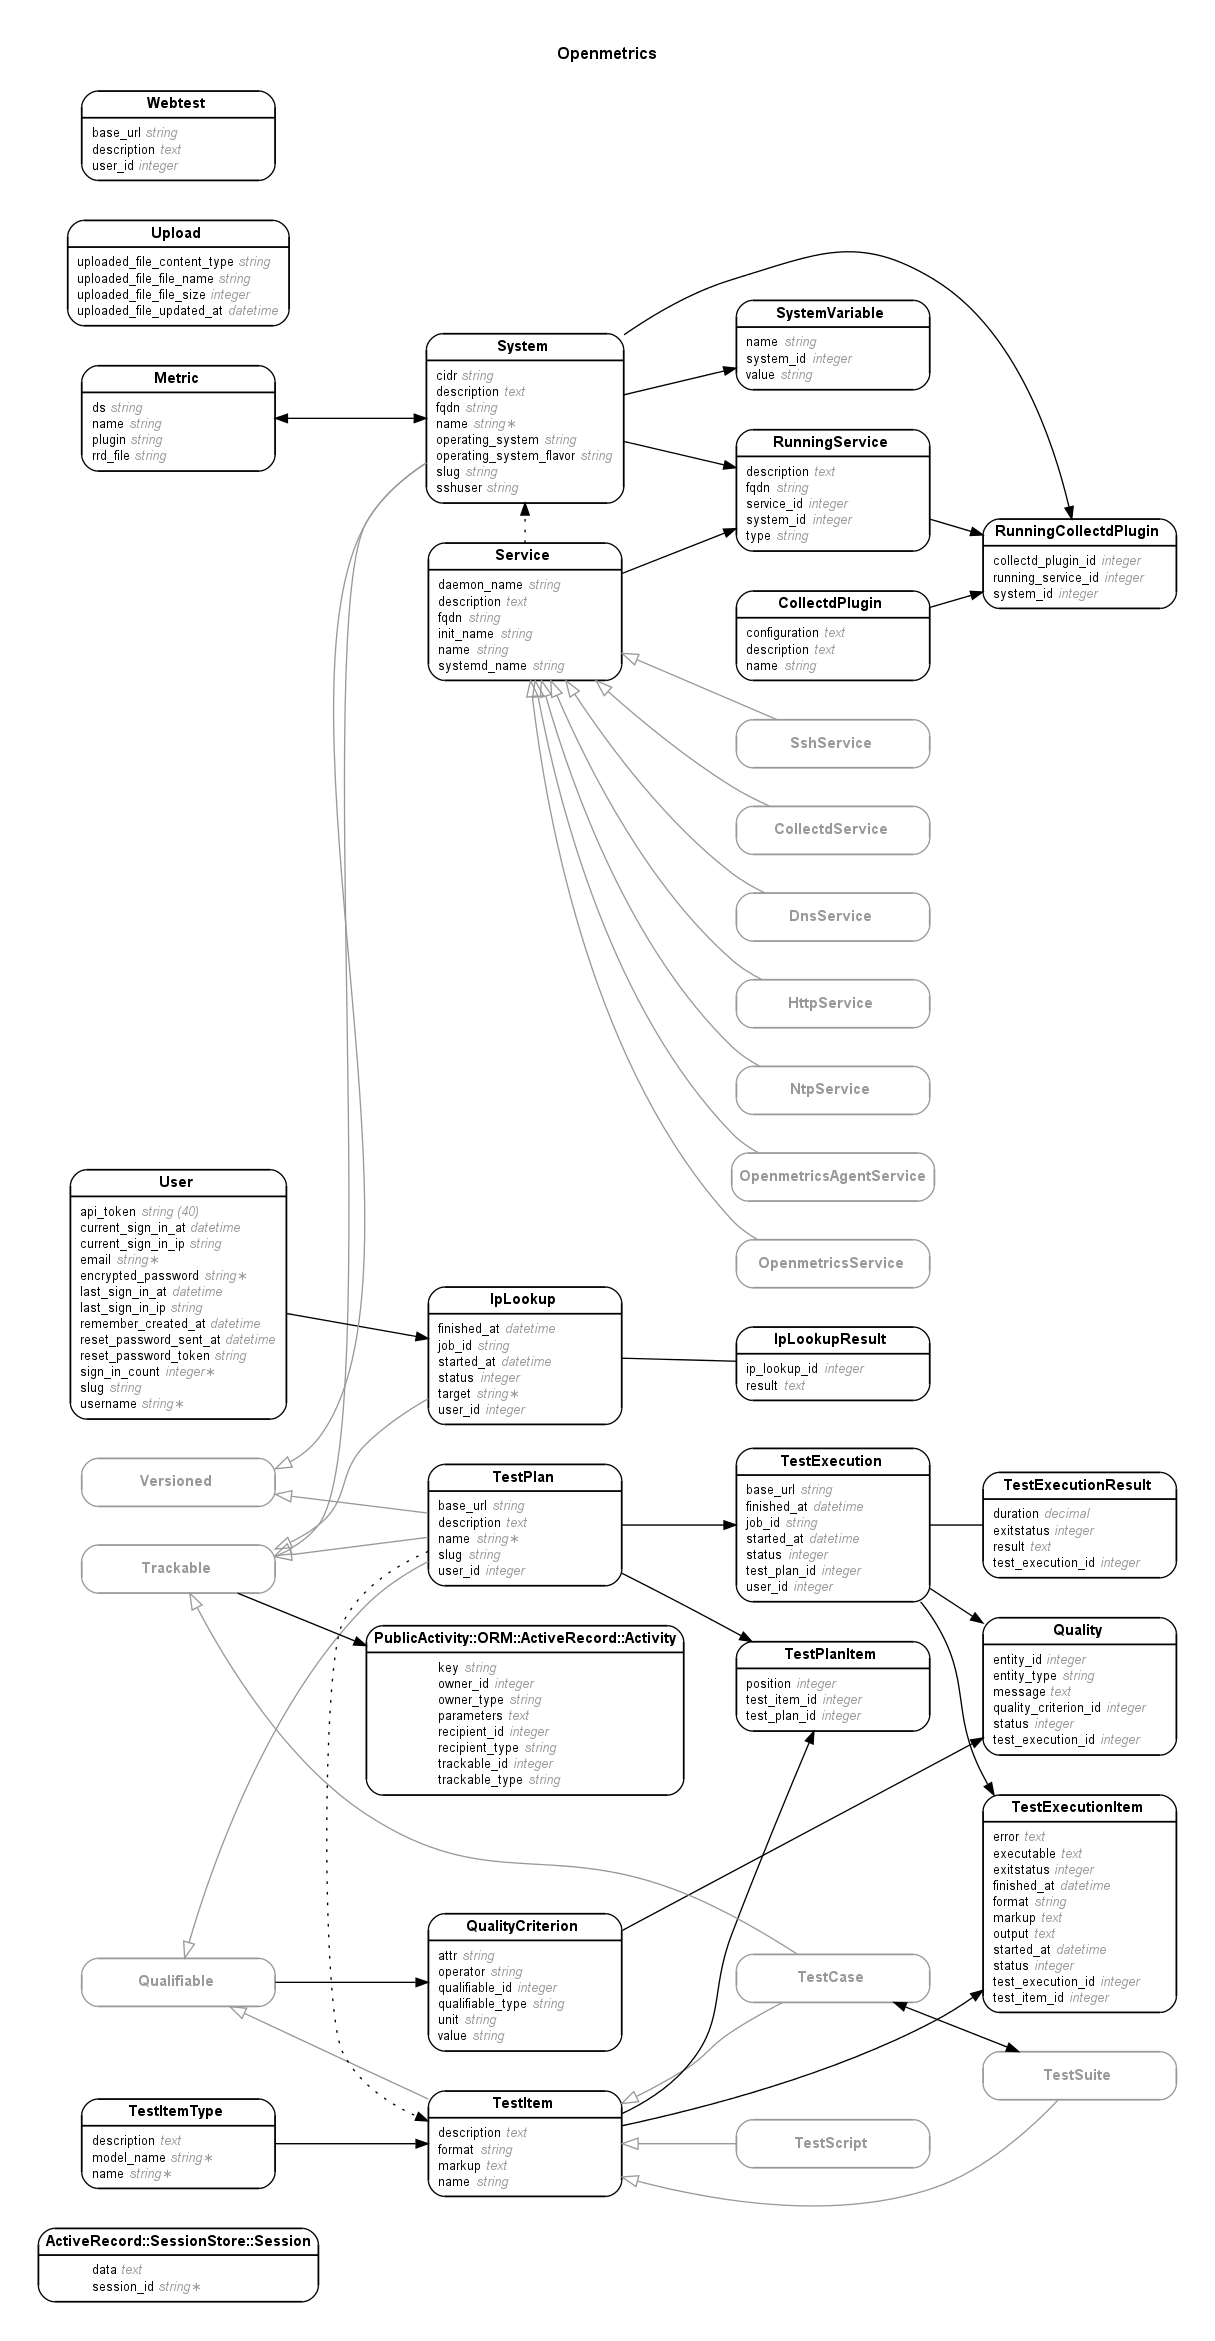 Openmetrics
Webtest
base_url string
description text
user_id integer
Upload
uploaded_file_content_type string
uploaded_file_file_name string
uploaded_file_file_size integer
uploaded_file_updated_at datetime
Metric
ds string
name string
plugin string
rrd_file string
System
cidr string
description text
fqdn string
name string∗
operating_system string
operating_system_flavor string
slug string
sshuser string
SystemVariable
name string
system_id integer
value string
RunningService
description text
fqdn string
service_id integer
system_id integer
type string
RunningCollectdPlugin
collectd_plugin_id integer
running_service_id integer
system_id integer
Service
daemon_name string
description text
fqdn string
init_name string
name string
systemd_name string
CollectdPlugin
configuration text
description text
name string
SshService
CollectdService
DnsService
HttpService
NtpService
OpenmetricsAgentService
OpenmetricsService
User
api_token string (40)
current_sign_in_at datetime
current_sign_in_ip string
email string∗
encrypted_password string∗
last_sign_in_at datetime
last_sign_in_ip string
remember_created_at datetime
reset_password_sent_at datetime
reset_password_token string
sign_in_count integer∗
slug string
username string∗
IpLookup
finished_at datetime
job_id string
started_at datetime
status integer
target string∗
user_id integer
IpLookupResult
ip_lookup_id integer
result text
Versioned
Trackable
TestPlan
base_url string
description text
name string∗
slug string
user_id integer
TestExecution
base_url string
finished_at datetime
job_id string
started_at datetime
status integer
test_plan_id integer
user_id integer
TestExecutionResult
duration decimal
exitstatus integer
result text
test_execution_id integer
PublicActivity::ORM::ActiveRecord::Activity
key string
owner_id integer
owner_type string
parameters text
recipient_id integer
recipient_type string
trackable_id integer
trackable_type string
TestPlanItem
position integer
test_item_id integer
test_plan_id integer
Quality
entity_id integer
entity_type string
message text
quality_criterion_id integer
status integer
test_execution_id integer
TestExecutionItem
error text
executable text
exitstatus integer
finished_at datetime
format string
markup text
output text
started_at datetime
status integer
test_execution_id integer
test_item_id integer
Qualifiable
QualityCriterion
attr string
operator string
qualifiable_id integer
qualifiable_type string
unit string
value string
TestCase
TestSuite
TestItemType
description text
model_name string∗
name string∗
TestItem
description text
format string
markup text
name string
TestScript
ActiveRecord::SessionStore::Session
data text
session_id string∗